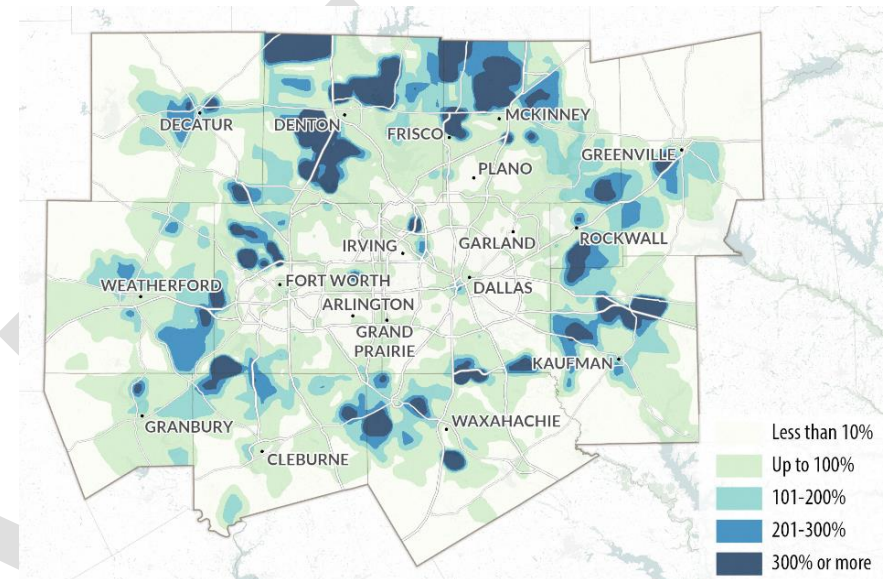 DECATUR
DENTON
MCKINNEY
FRISCO
GREENVILLE
PLANO
IRVING
GARLAND
ROCKWALL
WEATHERFORD
FORT WORTH
DALLAS
ARLINGTON
GRAND
PRAIRIE
KAUFMAN
GRANBURY
WAXAHACHIE
CLEBURNE
Less than 10%
Up to 100%
101-200%
201-300%
300% or more